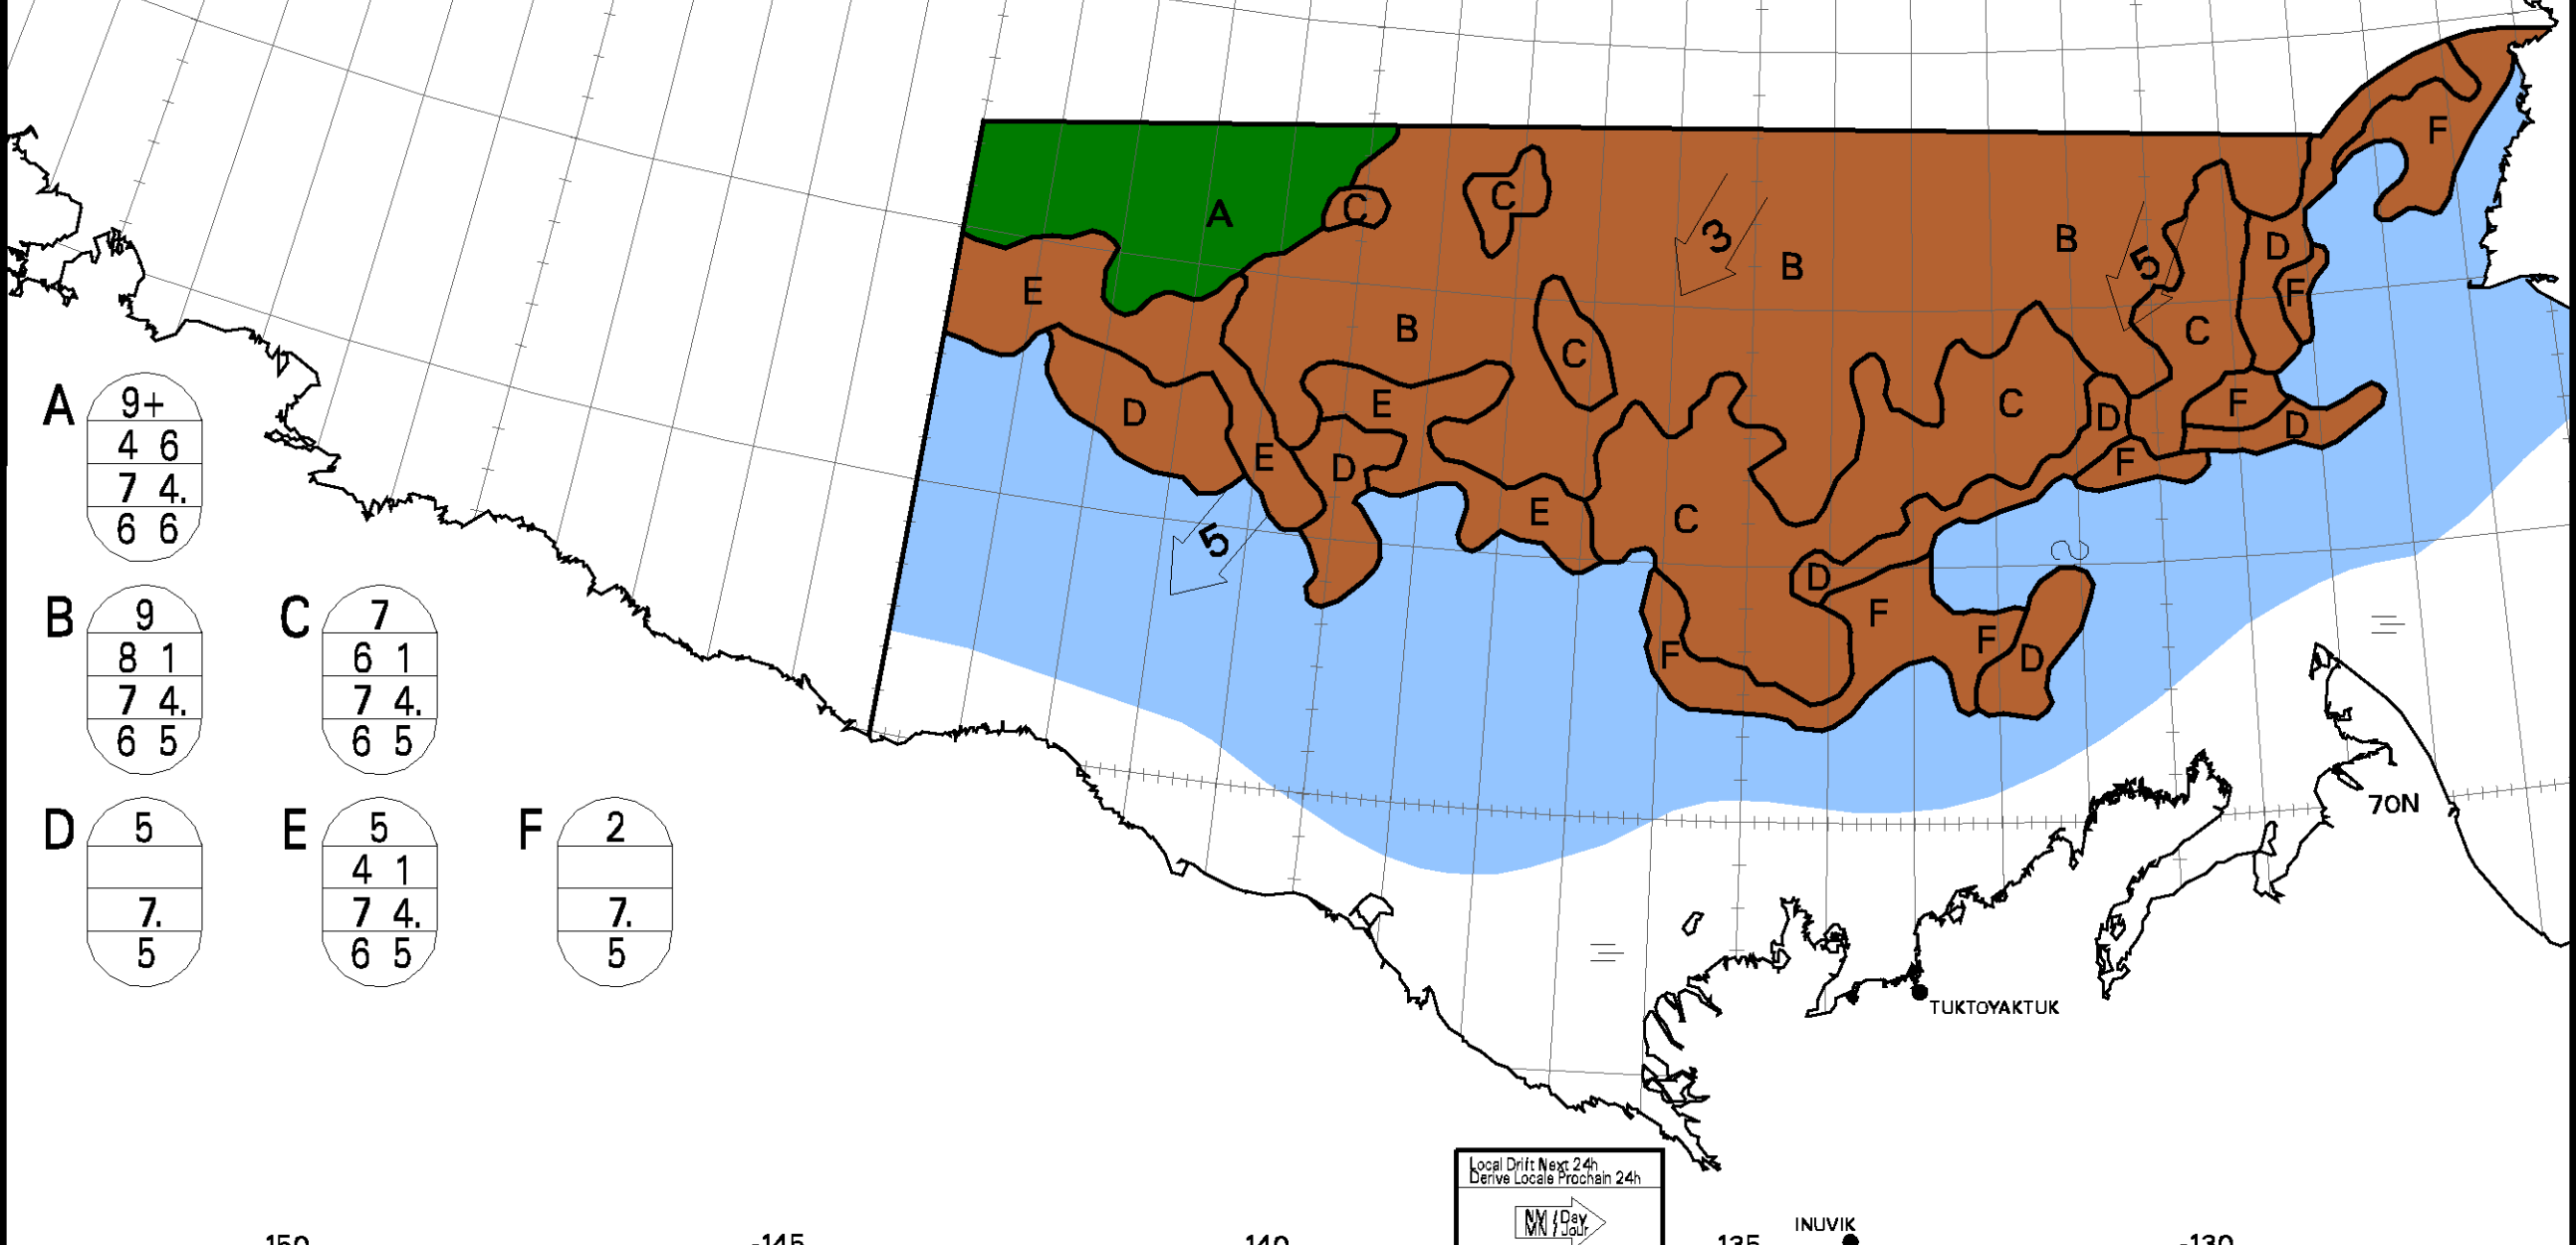 F
A
C
C
3
B
B
5
D
F
E
B
C
C
A
9+
4 6
7 4.
6 6
D
E
C
D
F
D
E
D
F
E
C
5
2
D
F
F
D
F
B
9
8 1
7 4.
6 5
C
7
6 1
7 4.
6 5
D
5
7.
5
E
5
4 1
7 4.
6 5
F
2
7.
5
70N
TUKTOYAKTUK
Local Drift Next 24h
Derive Locale Prochain 24h
NM / Day
MN / Jour
INUVIK
150
-145
140
135
-130